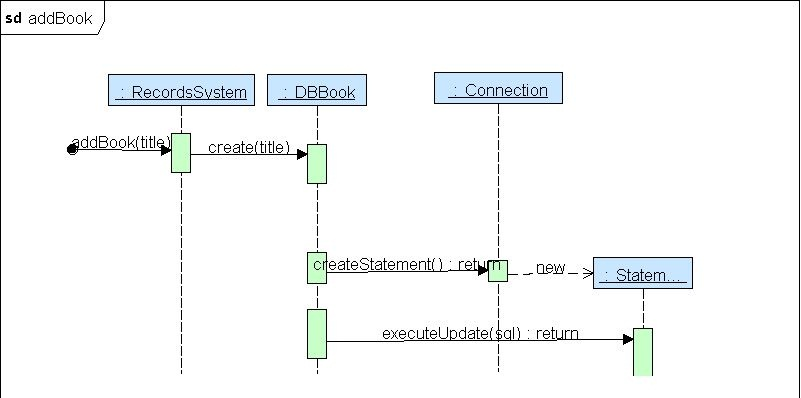 sd addBook
: RecordsSystem
: DBBook
: Connection
addBook(title)
create(title)
createStatement() : return
new
: Statem...
executeUpdate(sql) : return